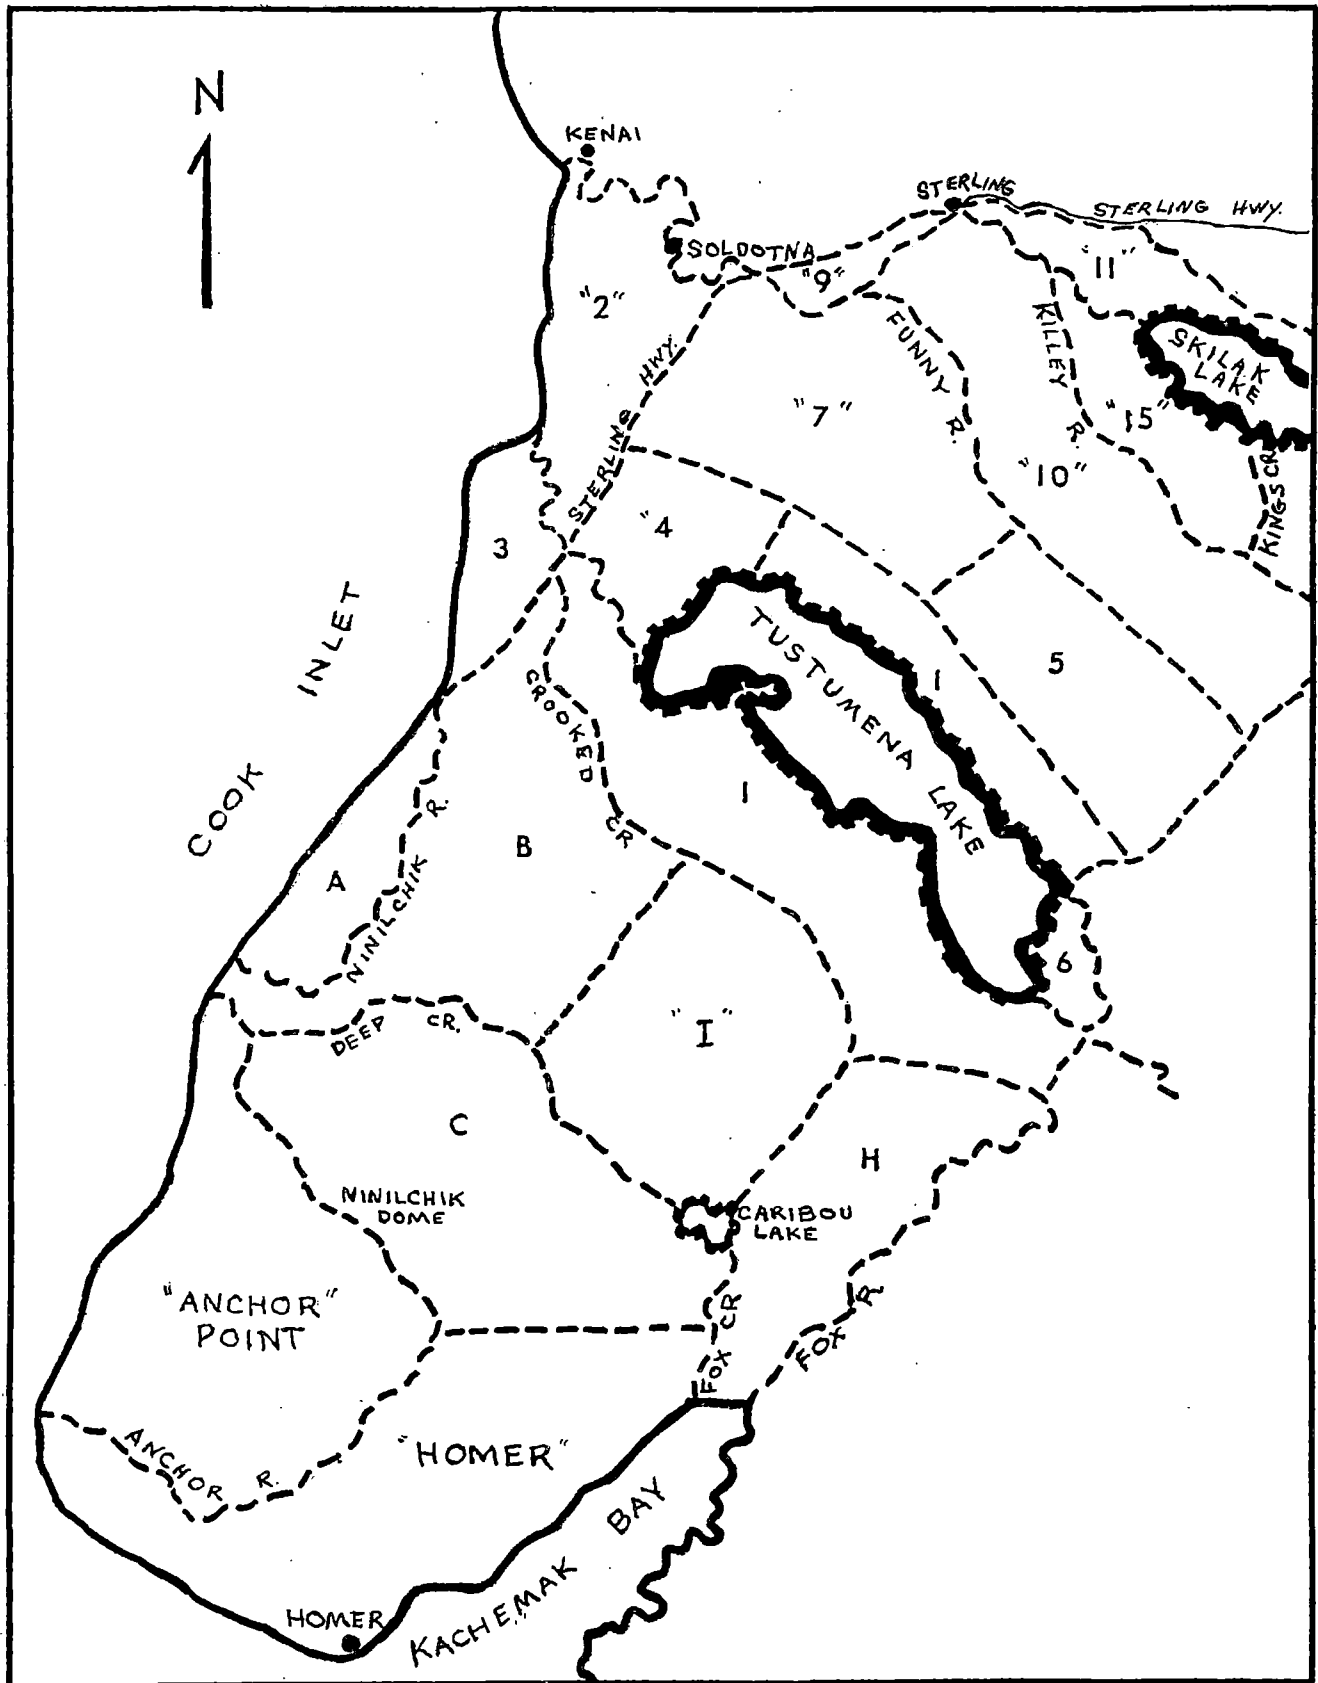 N
KENAI
STERLING
STERLING HWY.
SOLDOTNA
"9"
"11"
"2"
FUNNY R.
KILLEY R.
SKILAK
LAKE
STERLING HWY.
"7"
"15"
"10"
KINGS CR
"4
3
COOK INLET
TUSTUMENA LAKE
1
5
CROOKED CR
1
B
A
NINILCHIK R.
6
"I"
DEEP CR.
C
H
NINILCHIK
DOME
CARIBOU
LAKE
"ANCHOR"
POINT
FOX CR
FOX R.
ANCHOR R.
"HOMER"
KACHEMAK BAY
HOMER